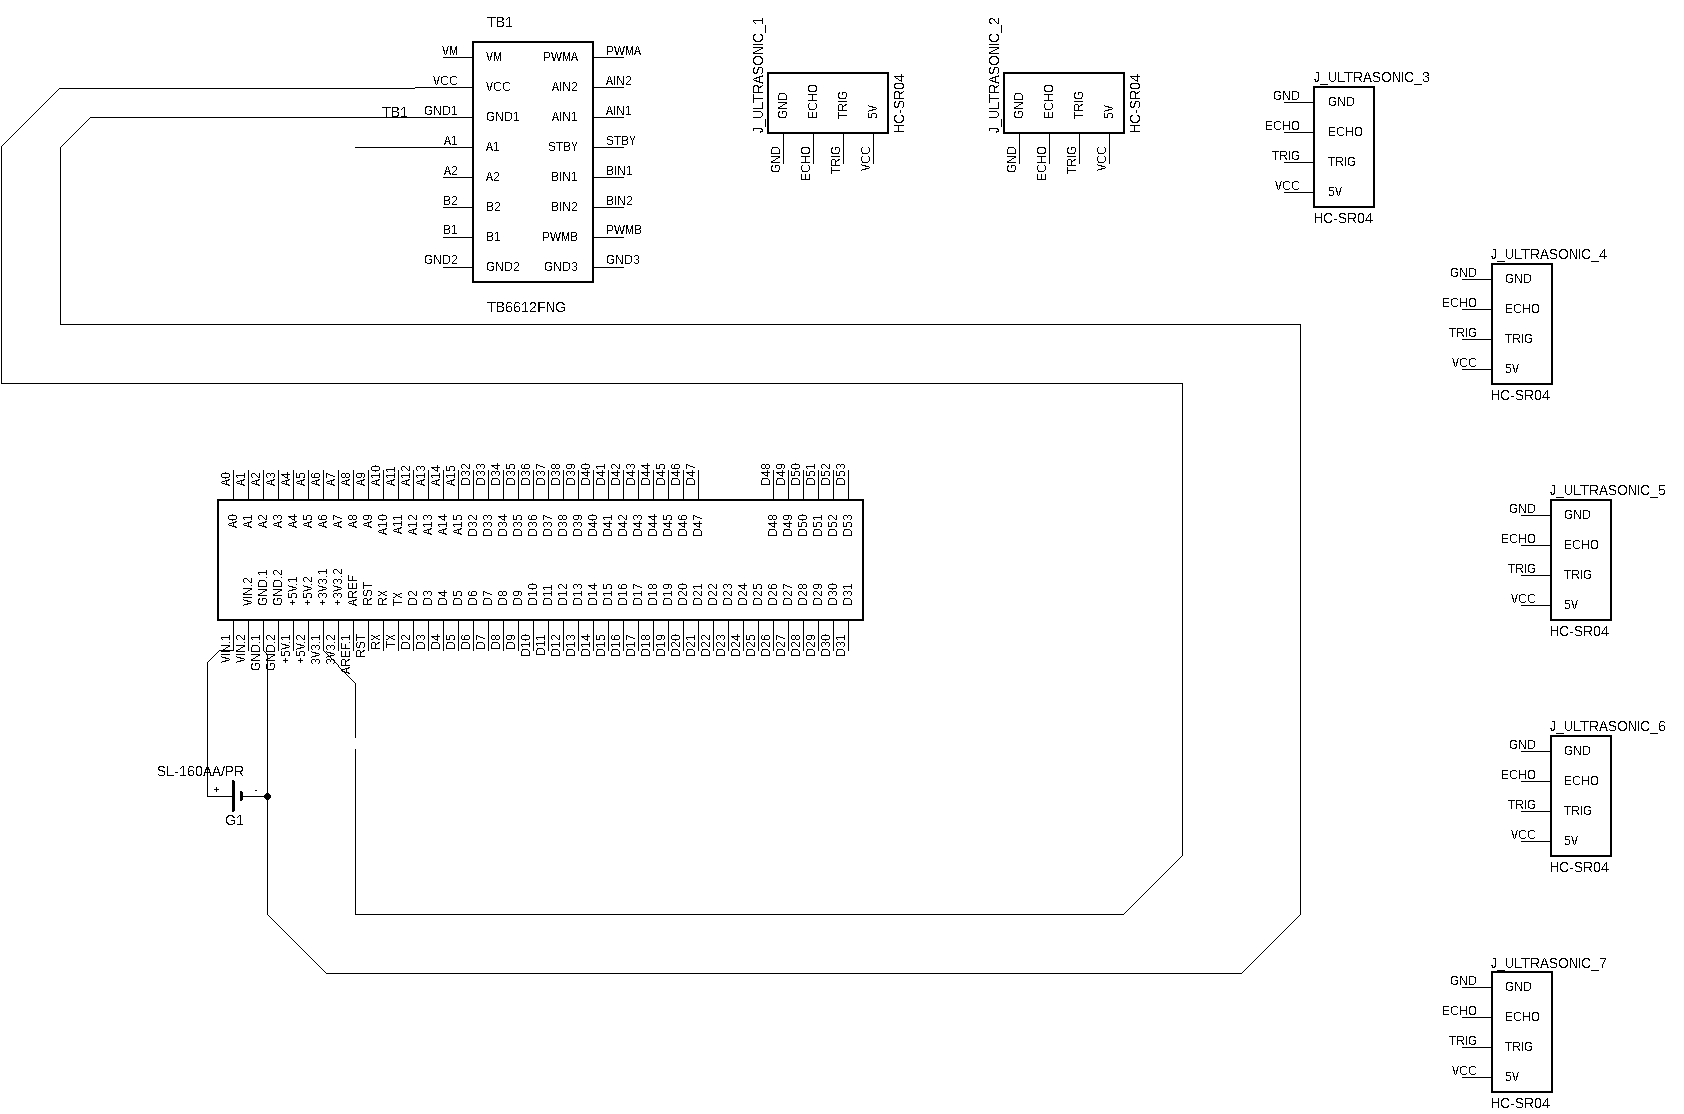 TB1
VM VM PWMA PWMA
VCC VCC AIN2 AIN2
TB1 GND1 GND1 AIN1 AIN1
A1 A1 STBY STBY
A2 A2 BIN1 BIN1
B2 B2 BIN2 BIN2
B1 B1 PWMB PWMB
GND2 GND2 GND3 GND3
TB6612FNG
J_ULTRASONIC_1
GND ECHO TRIG 5V
HC-SR04
GND ECHO TRIG VCC
J_ULTRASONIC_2
GND ECHO TRIG 5V
HC-SR04
GND ECHO TRIG VCC
J_ULTRASONIC_3
GND GND
ECHO ECHO
TRIG TRIG
VCC 5V
HC-SR04
J_ULTRASONIC_4
GND GND
ECHO ECHO
TRIG TRIG
VCC 5V
HC-SR04
A0 A1 A2 A3 A4 A5 A6 A7 A8 A9 A10 A11 A12 A13 A14 A15 D32 D33 D34 D35 D36 D37 D38 D39 D40 D41 D42 D43 D44 D45 D46 D47 D48 D49 D50 D51 D52 D53
A0 A1 A2 A3 A4 A5 A6 A7 A8 A9 A10 A11 A12 A13 A14 A15 D32 D33 D34 D35 D36 D37 D38 D39 D40 D41 D42 D43 D44 D45 D46 D47 D48 D49 D50 D51 D52 D53
VIN.2 GND.1 GND.2 +5V.1 +5V.2 +3V3.1 +3V3.2 AREF RST RX TX D2 D3 D4 D5 D6 D7 D8 D9 D10 D11 D12 D13 D14 D15 D16 D17 D18 D19 D20 D21 D22 D23 D24 D25 D26 D27 D28 D29 D30 D31
VIN.1 VIN.2 GND.1 GND.2 +5V.1 +5V.2 3V3.1 3V3.2 AREF1 RST RX TX D2 D3 D4 D5 D6 D7 D8 D9 D10 D11 D12 D13 D14 D15 D16 D17 D18 D19 D20 D21 D22 D23 D24 D25 D26 D27 D28 D29 D30 D31
SL-160AA/PR
+ -
G1
J_ULTRASONIC_5
GND GND
ECHO ECHO
TRIG TRIG
VCC 5V
HC-SR04
J_ULTRASONIC_6
GND GND
ECHO ECHO
TRIG TRIG
VCC 5V
HC-SR04
J_ULTRASONIC_7
GND GND
ECHO ECHO
TRIG TRIG
VCC 5V
HC-SR04